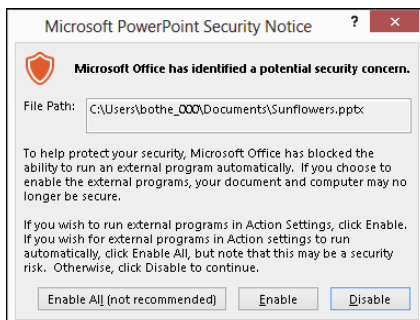 Microsoft PowerPoint Security Notice ? ×
Microsoft Office has identified a potential security concern.
File Path: C:\Users\bothe_000\Documents\Sunflowers.pptx
To help protect your security, Microsoft Office has blocked the
ability to run an external program automatically. If you choose to
enable the external programs, your document and computer may no
longer be secure.
If you wish to run external programs in Action Settings, click Enable.
If you wish for external programs in Action settings to run
automatically, click Enable All, but note that this may be a security
risk. Otherwise, click Disable to continue.
Enable All (not recommended) Enable Disable